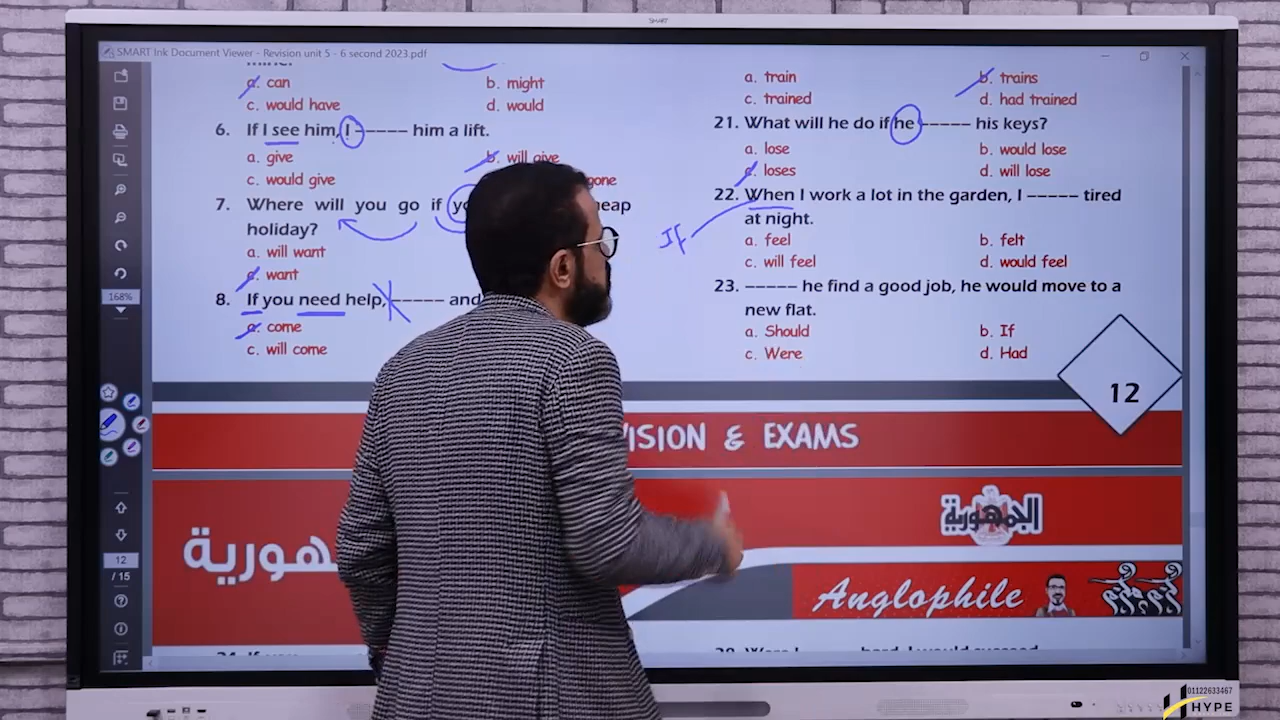 SMART
SMART Ink Document Viewer - Revision unit 5 - 6 second 2023.pdf
a. can
b. might
c. would have
d. would
6. If I see him, I ----- him a lift.
a. give
b. will give
c. would give
gone
7. Where will you go if
heap
holiday?
a. will want
c. want
8. If you need help, ----- and
a. come
c. will come
a. train
b. trains
c. trained
d. had trained
21. What will he do if he ----- his keys?
a. lose
b. would lose
c. loses
d. will lose
22. When I work a lot in the garden, I ----- tired
If
at night.
a. feel
b. felt
c. will feel
d. would feel
23. ----- he find a good job, he would move to a
new flat.
a. Should
b. If
c. Were
d. Had
12
VISION & EXAMS
الجمهورية
Anglophile
168%
12
/ 15
01122633467
HYPE